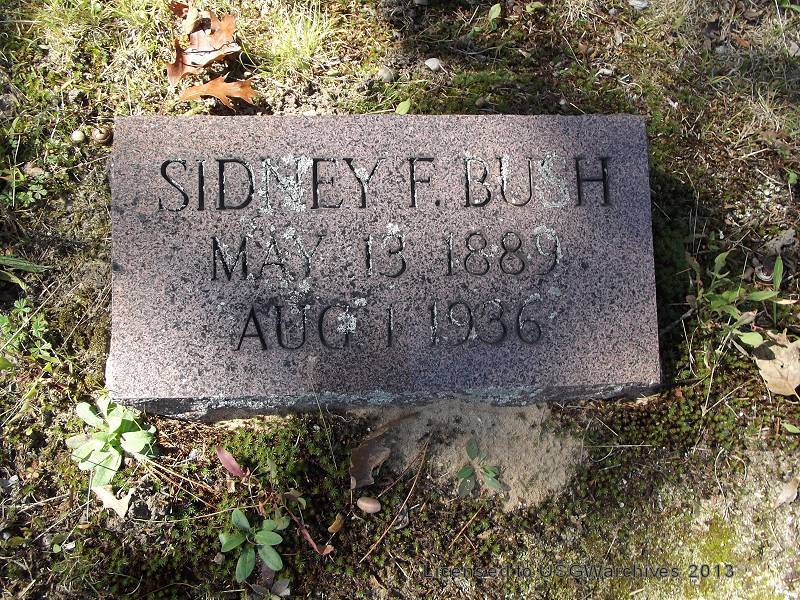 SIDNEY F. BUSH
MAY 13 1889
AUG 1 1936
Licensed to USGWarchives 2013